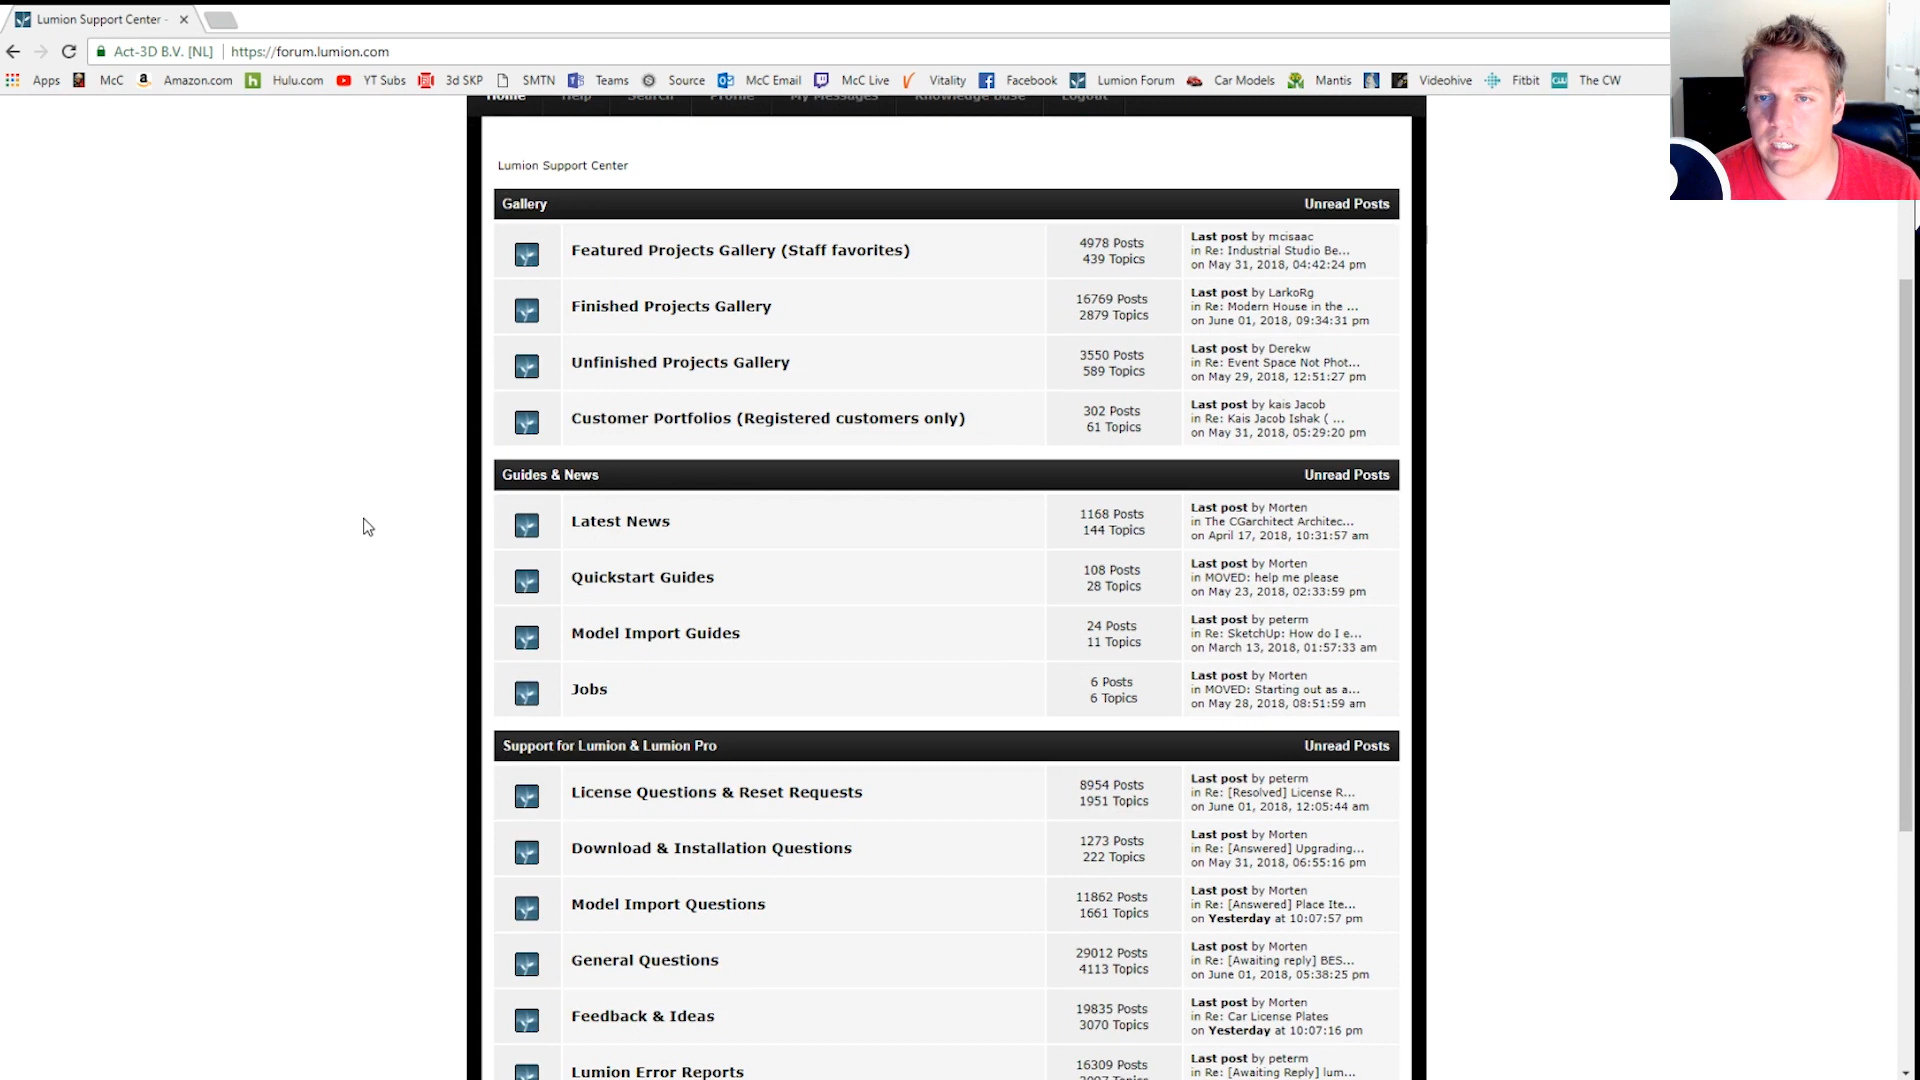 Lumion Support Center -
Act-3D B.V. [NL] https://forum.lumion.com
Apps McC Amazon.com Hulu.com YT Subs 3d SKP SMTN Teams Source McC Email McC Live Vitality Facebook Lumion Forum Car Models Mantis Videohive Fitbit The CW
Home Help Search Profile My Messages Knowledge Base Logout
Lumion Support Center
Gallery Unread Posts
Featured Projects Gallery (Staff favorites)
4978 Posts
439 Topics
Last post by mcisaac
in Re: Industrial Studio Be...
on May 31, 2018, 04:42:24 pm
Finished Projects Gallery
16769 Posts
2879 Topics
Last post by LarkoRg
in Re: Modern House in the ...
on June 01, 2018, 09:34:31 pm
Unfinished Projects Gallery
3550 Posts
589 Topics
Last post by Derekw
in Re: Event Space Not Phot...
on May 29, 2018, 12:51:27 pm
Customer Portfolios (Registered customers only)
302 Posts
61 Topics
Last post by kais Jacob
in Re: Kais Jacob Ishak ( ...
on May 31, 2018, 05:29:20 pm
Guides & News Unread Posts
Latest News
1168 Posts
144 Topics
Last post by Morten
in The CGarchitect Architec...
on April 17, 2018, 10:31:57 am
Quickstart Guides
108 Posts
28 Topics
Last post by Morten
in MOVED: help me please
on May 23, 2018, 02:33:59 pm
Model Import Guides
24 Posts
11 Topics
Last post by peterm
in Re: SketchUp: How do I e...
on March 13, 2018, 01:57:33 am
Jobs
6 Posts
6 Topics
Last post by Morten
in MOVED: Starting out as a...
on May 28, 2018, 08:51:59 am
Support for Lumion & Lumion Pro Unread Posts
License Questions & Reset Requests
8954 Posts
1951 Topics
Last post by peterm
in Re: [Resolved] License R...
on June 01, 2018, 12:05:44 am
Download & Installation Questions
1273 Posts
222 Topics
Last post by Morten
in Re: [Answered] Upgrading...
on May 31, 2018, 06:55:16 pm
Model Import Questions
11862 Posts
1661 Topics
Last post by Morten
in Re: [Answered] Place Ite...
on Yesterday at 10:07:57 pm
General Questions
29012 Posts
4113 Topics
Last post by Morten
in Re: [Awaiting reply] BES...
on June 01, 2018, 05:38:25 pm
Feedback & Ideas
19835 Posts
3070 Topics
Last post by Morten
in Re: Car License Plates
on Yesterday at 10:07:16 pm
Lumion Error Reports
16309 Posts
Last post by peterm
in Re: [Awaiting Reply] lum...